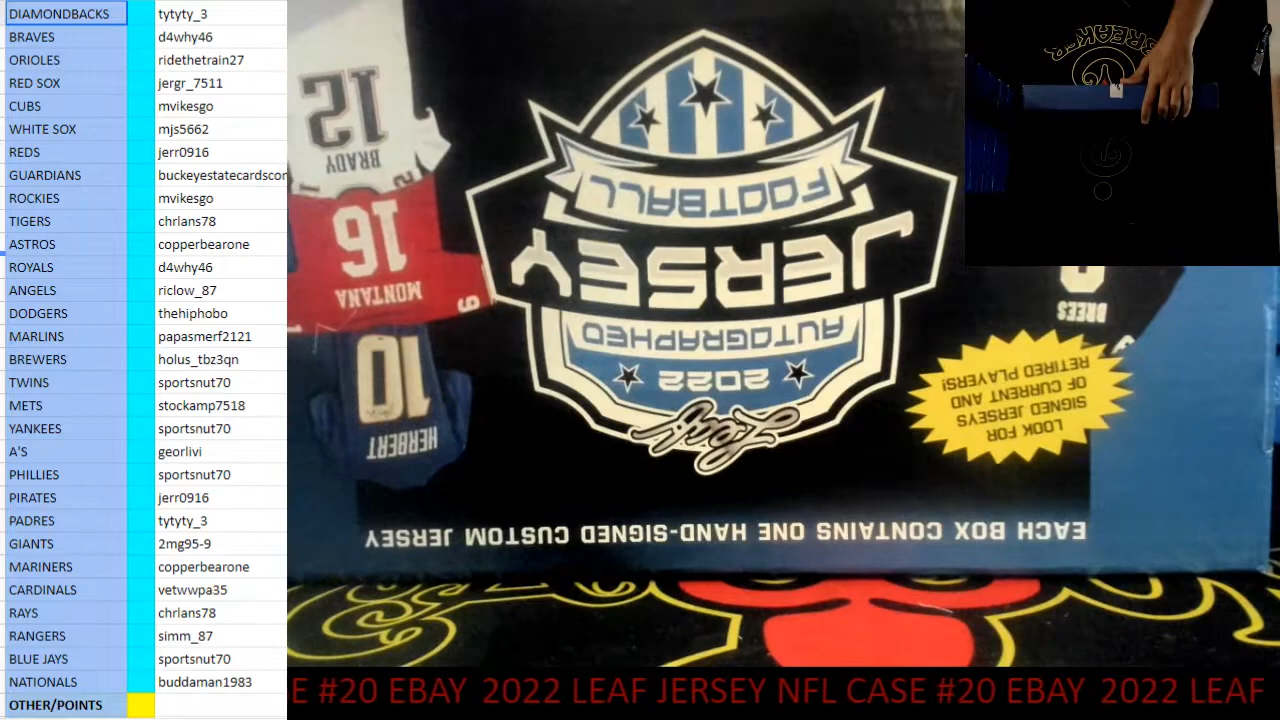 DIAMONDBACKS tytyty_3
BRAVES d4why46
ORIOLES ridethetrain27
RED SOX jergr_7511
CUBS mvikesgo
WHITE SOX mjs5662
REDS jerr0916
GUARDIANS buckeyestatecardscor
ROCKIES mvikesgo
TIGERS chrlans78
ASTROS copperbearone
ROYALS d4why46
ANGELS riclow_87
DODGERS thehiphobo
MARLINS papasmerf2121
BREWERS holus_tbz3qn
TWINS sportsnut70
METS stockamp7518
YANKEES sportsnut70
A'S georlivi
PHILLIES sportsnut70
PIRATES jerr0916
PADRES tytyty_3
GIANTS 2mg95-9
MARINERS copperbearone
CARDINALS vetwwpa35
RAYS chrlans78
RANGERS simm_87
BLUE JAYS sportsnut70
NATIONALS buddaman1983
OTHER/POINTS
BREAKER
EACH BOX CONTAINS ONE HAND-SIGNED CUSTOM JERSEY
LOOK FOR
SIGNED JERSEYS
OF CURRENT AND
RETIRED PLAYERS!
Leaf
2022
AUTOGRAPHED
JERSEY
FOOTBALL
HERBERT
10
MONTANA
16
BRADY
12
BREES
E #20 EBAY 2022 LEAF JERSEY NFL CASE #20 EBAY 2022 LEAF